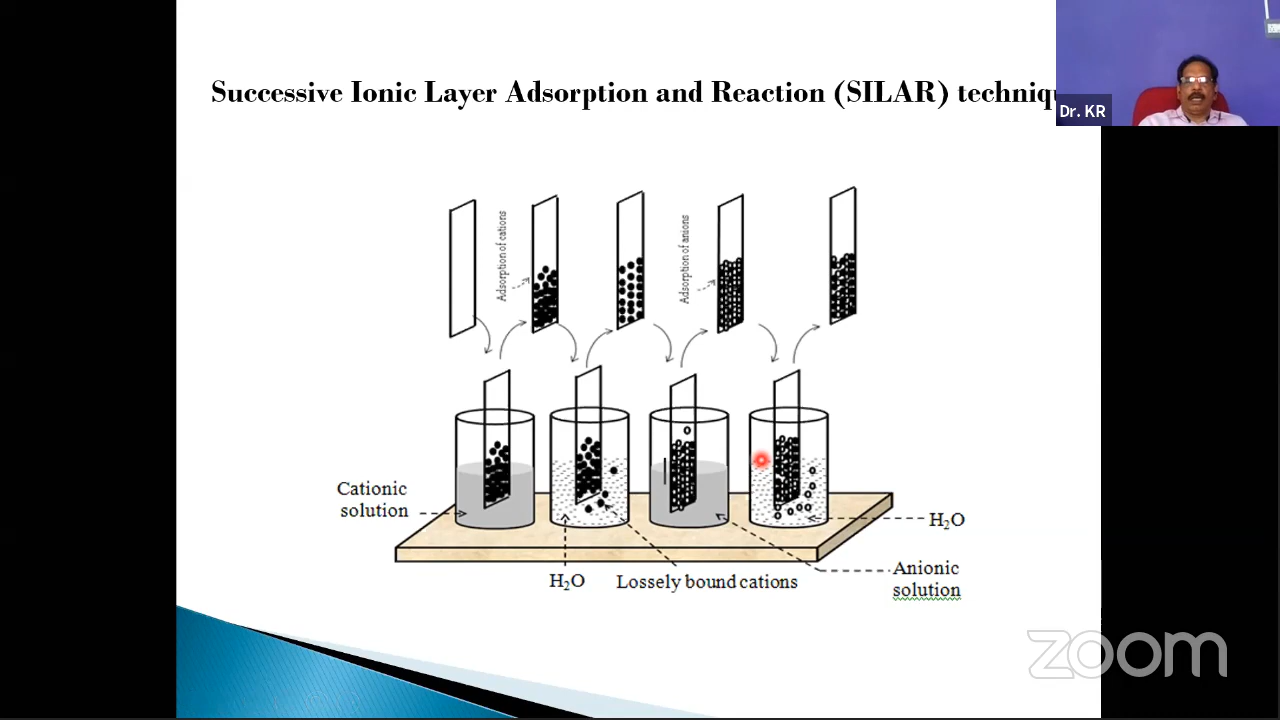 Successive Ionic Layer Adsorption and Reaction (SILAR) techniqu
Dr. KR
Adsorption of cations
Adsorption of anions
Cationic
solution
H₂O
Lossely bound cations
H₂O
Anionic
solution
zoom